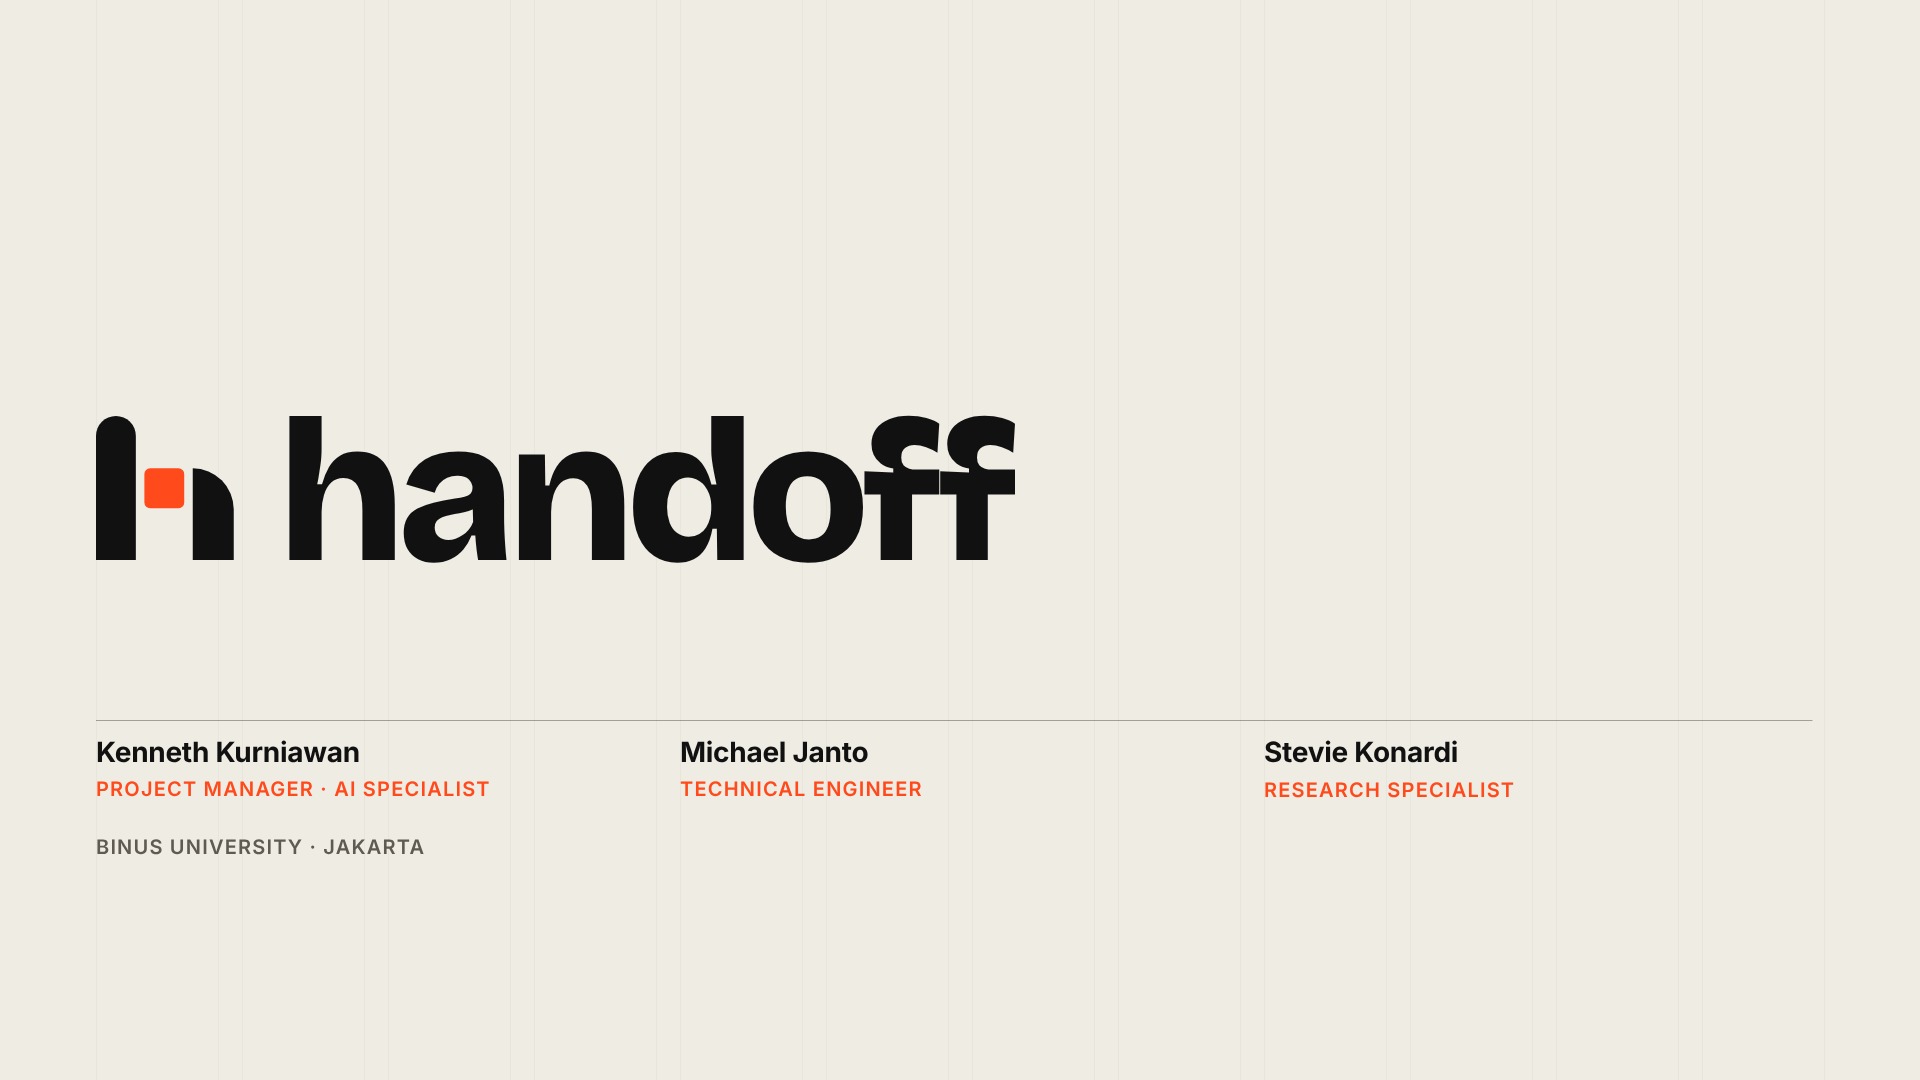 handoff
Kenneth Kurniawan
PROJECT MANAGER · AI SPECIALIST
Michael Janto
TECHNICAL ENGINEER
Stevie Konardi
RESEARCH SPECIALIST
BINUS UNIVERSITY · JAKARTA